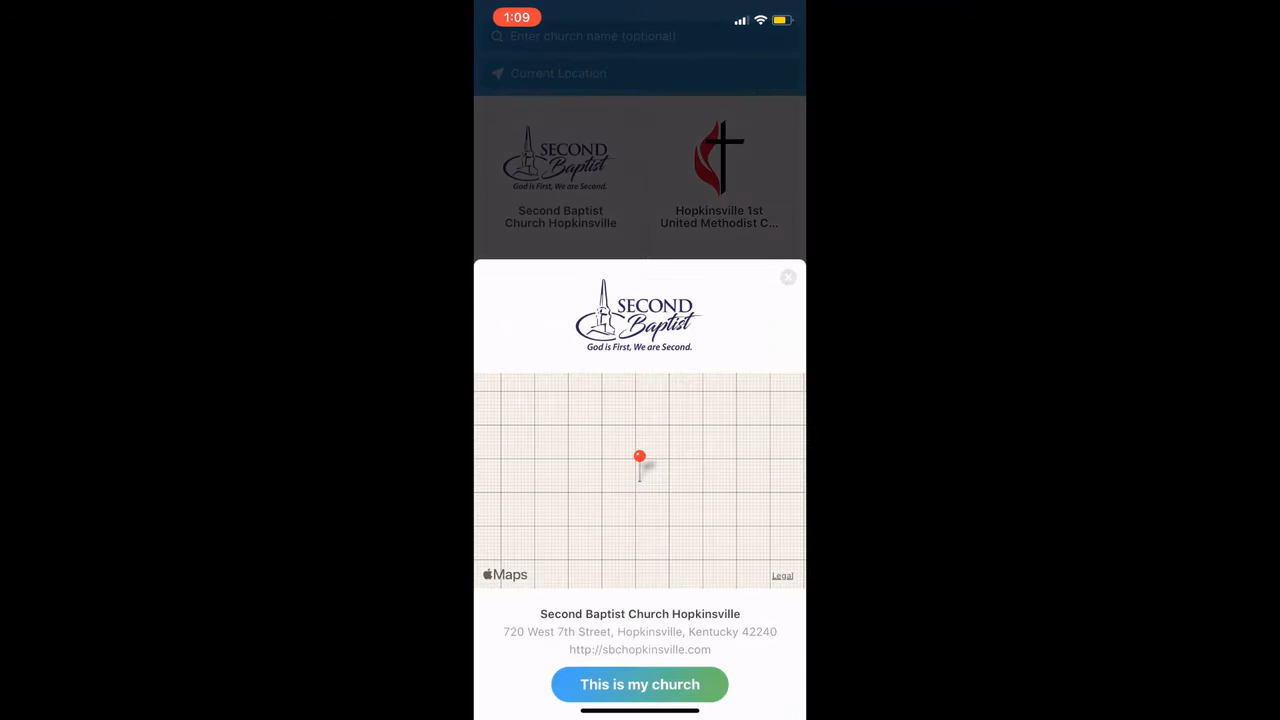 1:09
Enter church name (optional)
Current Location
SECOND
Baptist
God is First, We are Second.
Second Baptist
Church Hopkinsville
Hopkinsville 1st
United Methodist C...
SECOND
Baptist
God is First, We are Second.
Maps
Legal
Second Baptist Church Hopkinsville
720 West 7th Street, Hopkinsville, Kentucky 42240
http://sbchopkinsville.com
This is my church